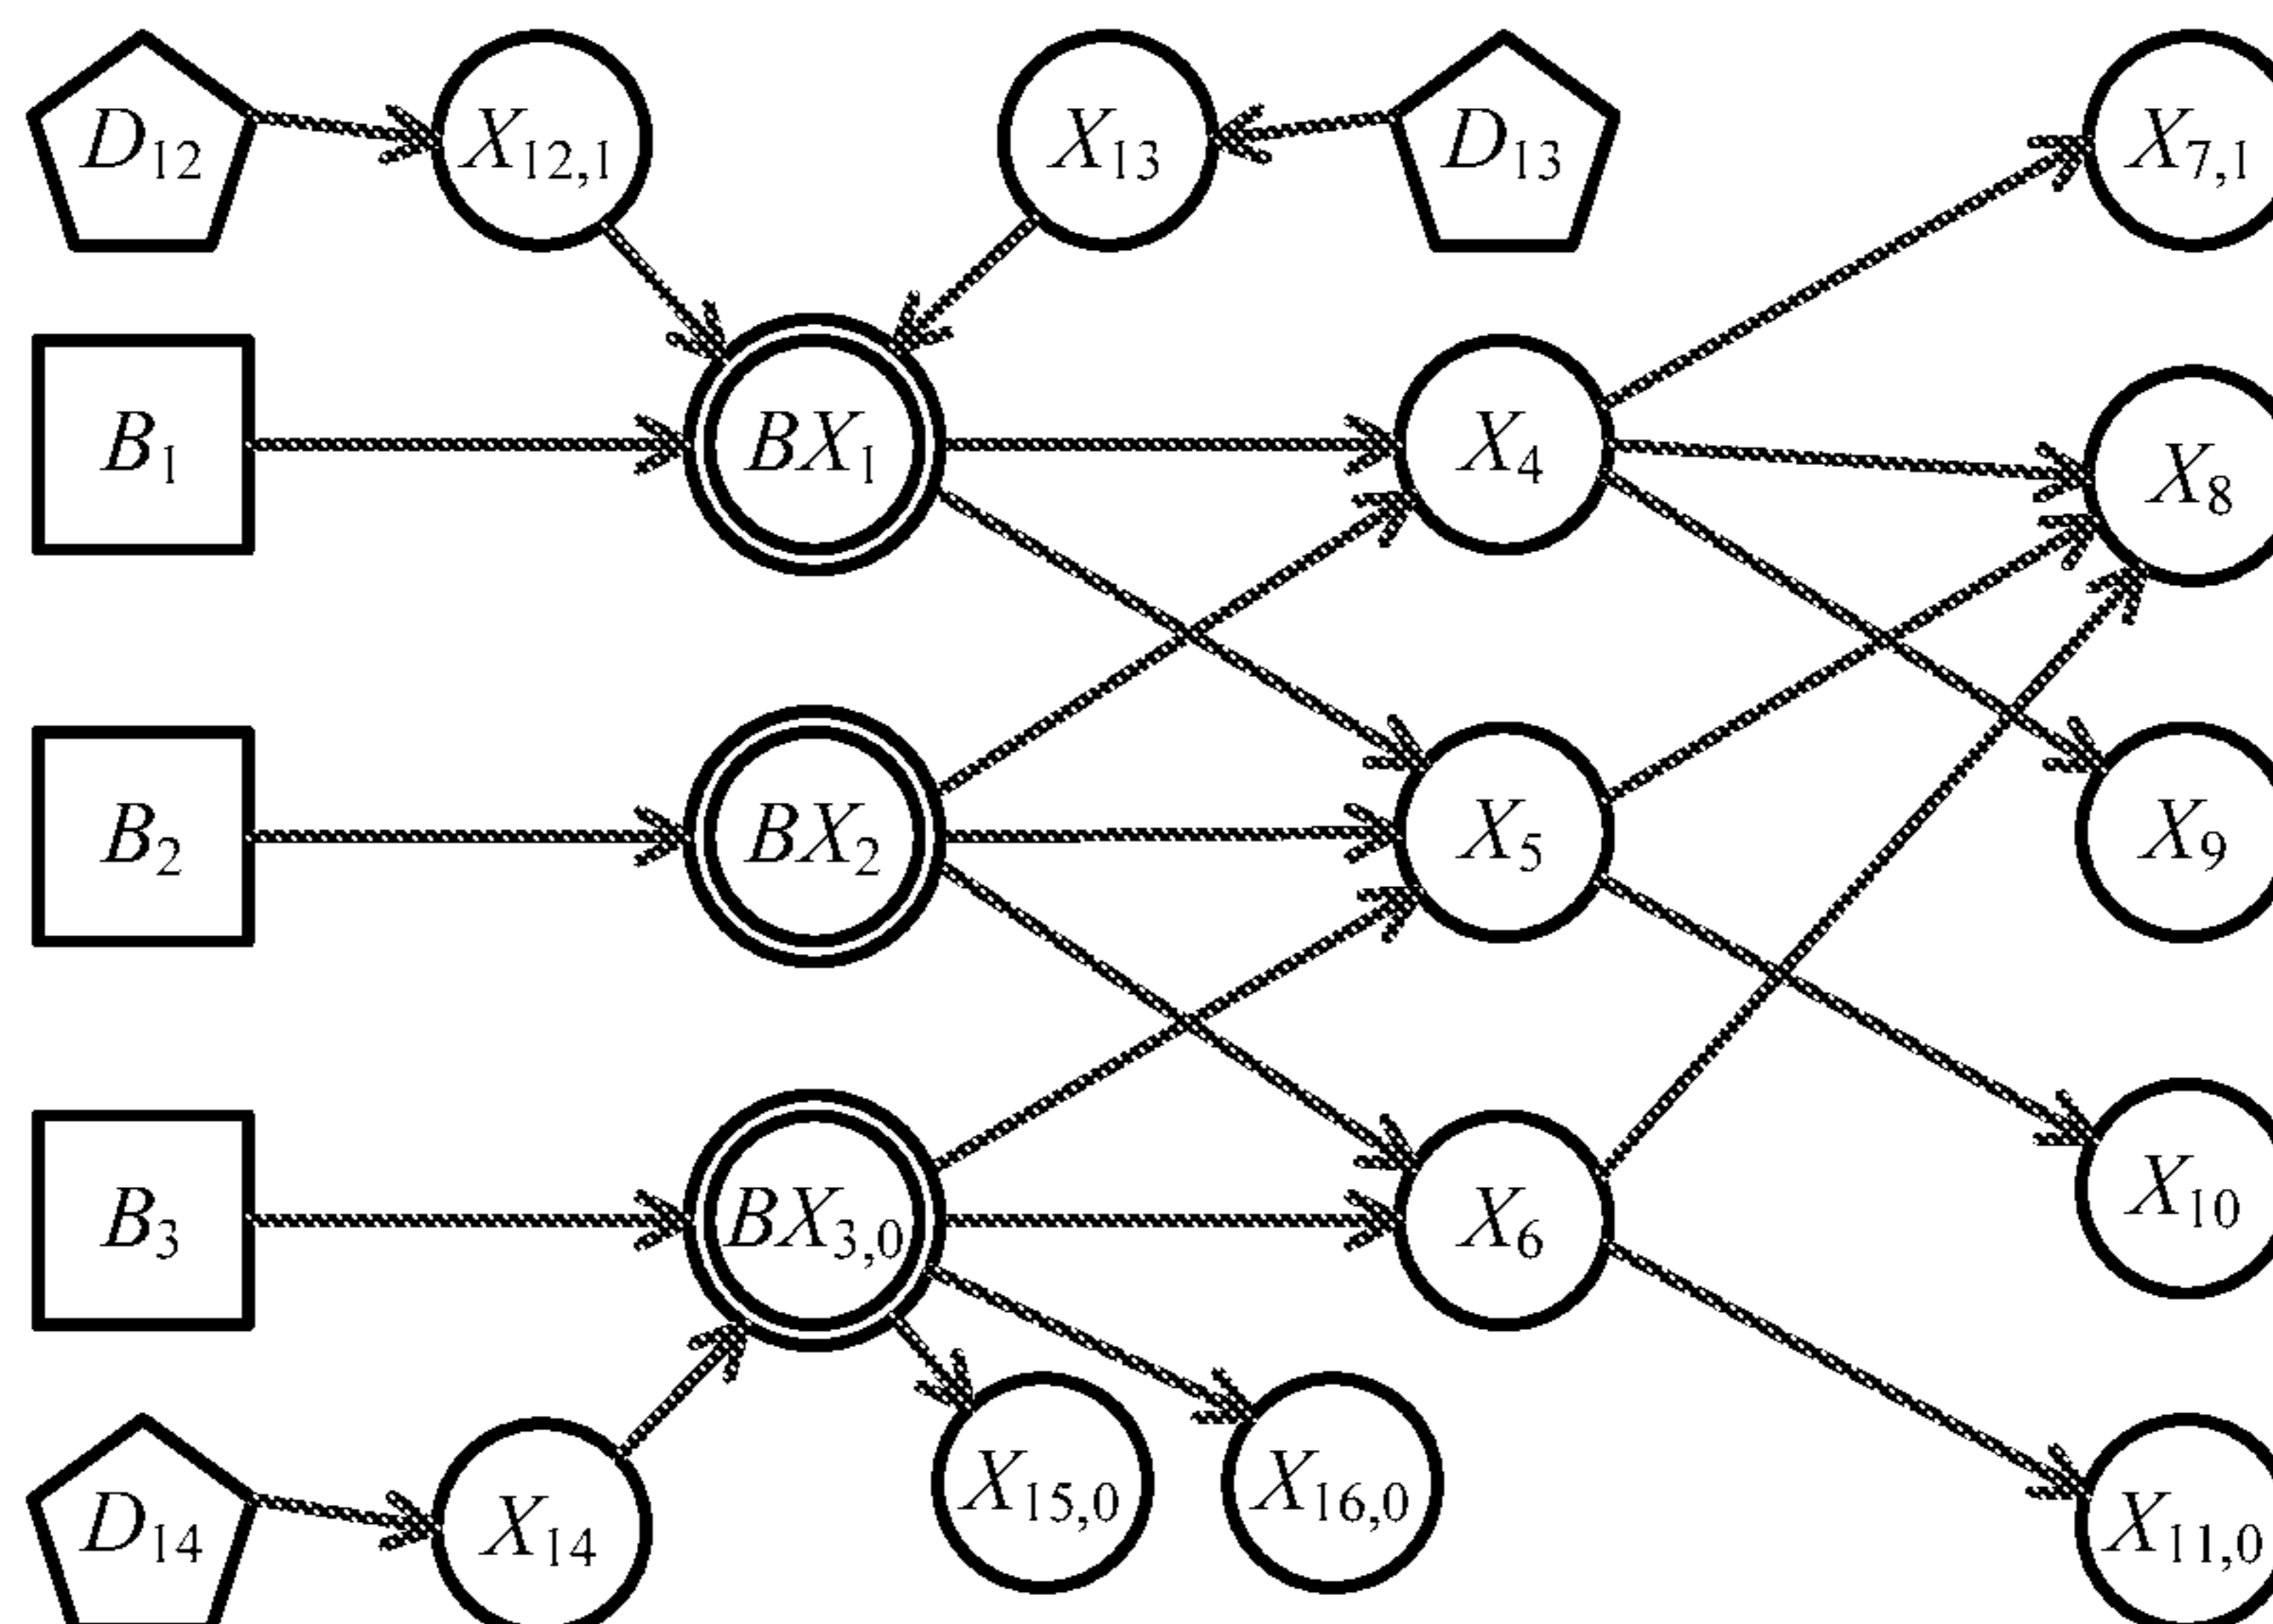 D12 X12,1 X13 D13 X7,1
B1 BX1 X4 X8
B2 BX2 X5 X9
B3 BX3,0 X6 X10
D14 X14 X15,0 X16,0 X11,0